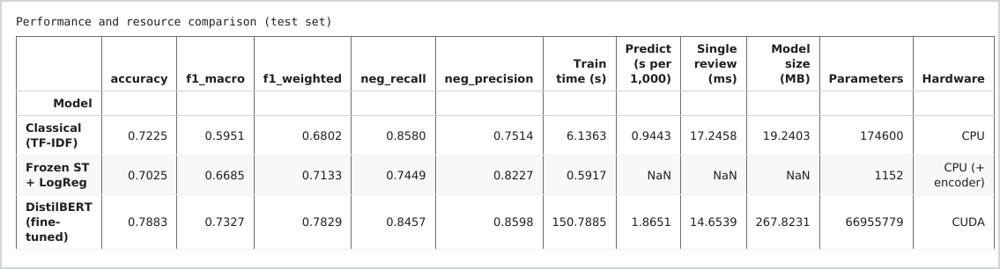 Performance and resource comparison (test set)
accuracy f1_macro f1_weighted neg_recall neg_precision Train time (s) Predict (s per 1,000) Single review (ms) Model size (MB) Parameters Hardware
Model
Classical (TF-IDF) 0.7225 0.5951 0.6802 0.8580 0.7514 6.1363 0.9443 17.2458 19.2403 174600 CPU
Frozen ST + LogReg 0.7025 0.6685 0.7133 0.7449 0.8227 0.5917 NaN NaN NaN 1152 CPU (+ encoder)
DistilBERT (fine-tuned) 0.7883 0.7327 0.7829 0.8457 0.8598 150.7885 1.8651 14.6539 267.8231 66955779 CUDA